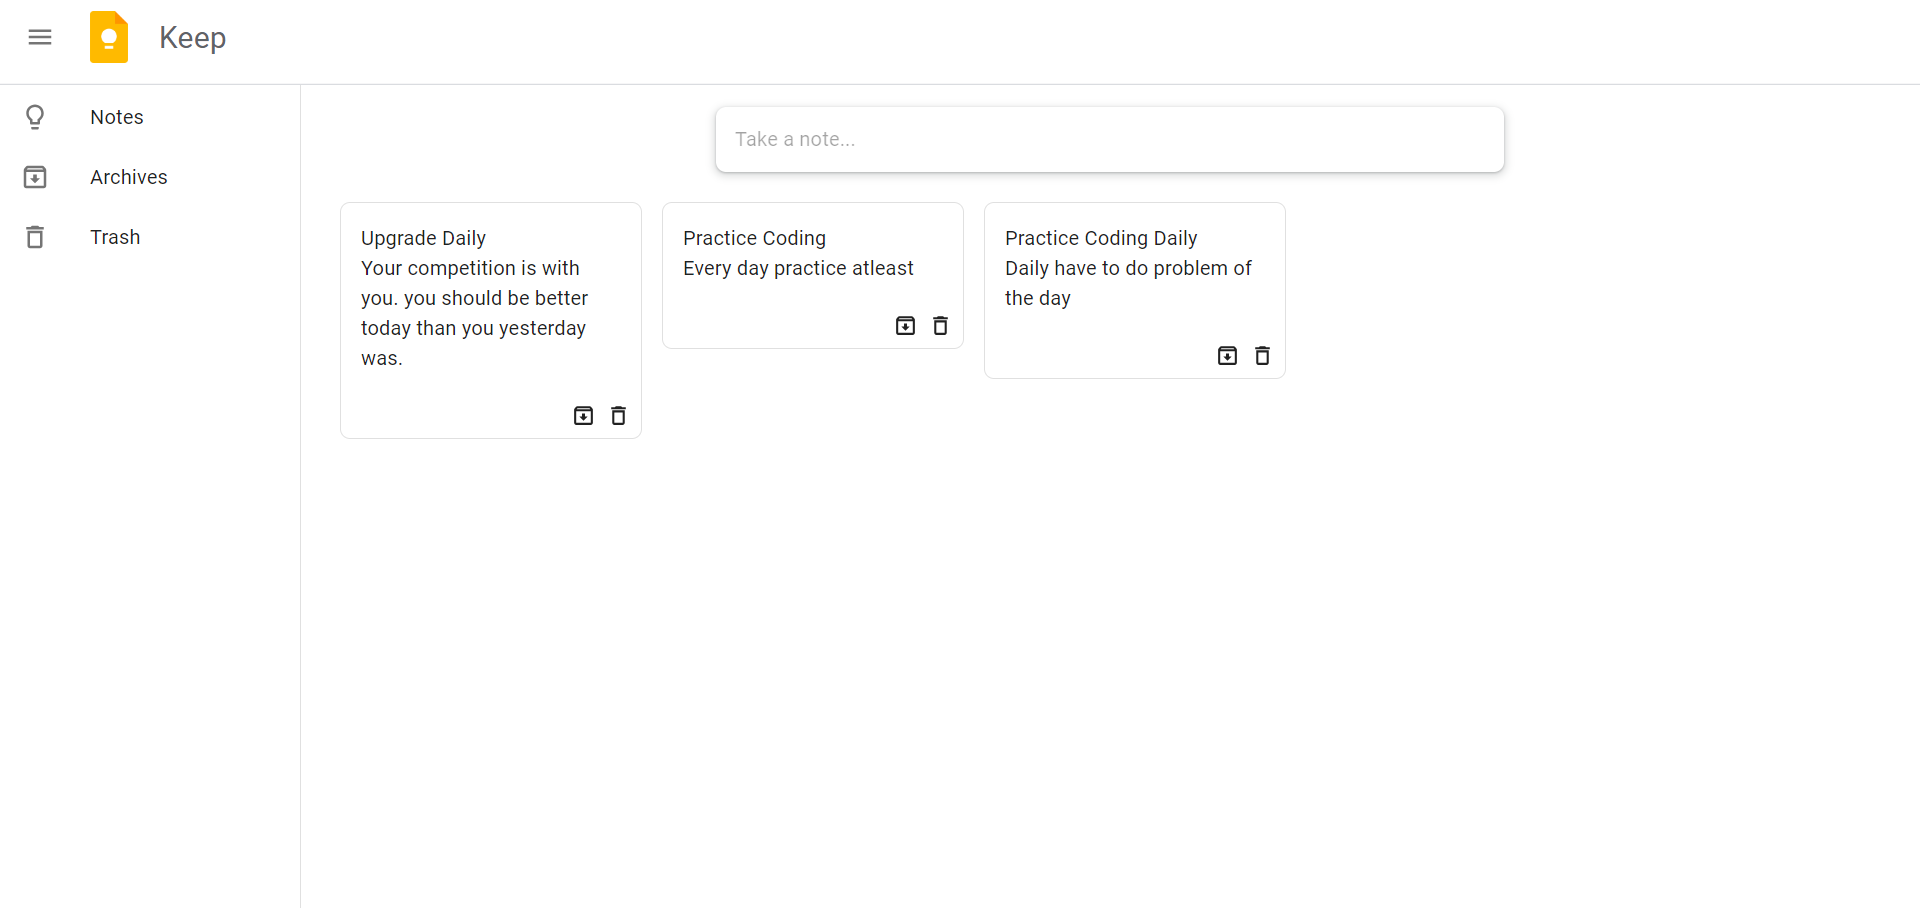 Keep
Notes
Archives
Trash
Take a note...
Upgrade Daily
Your competition is with
you. you should be better
today than you yesterday
was.
Practice Coding
Every day practice atleast
Practice Coding Daily
Daily have to do problem of
the day